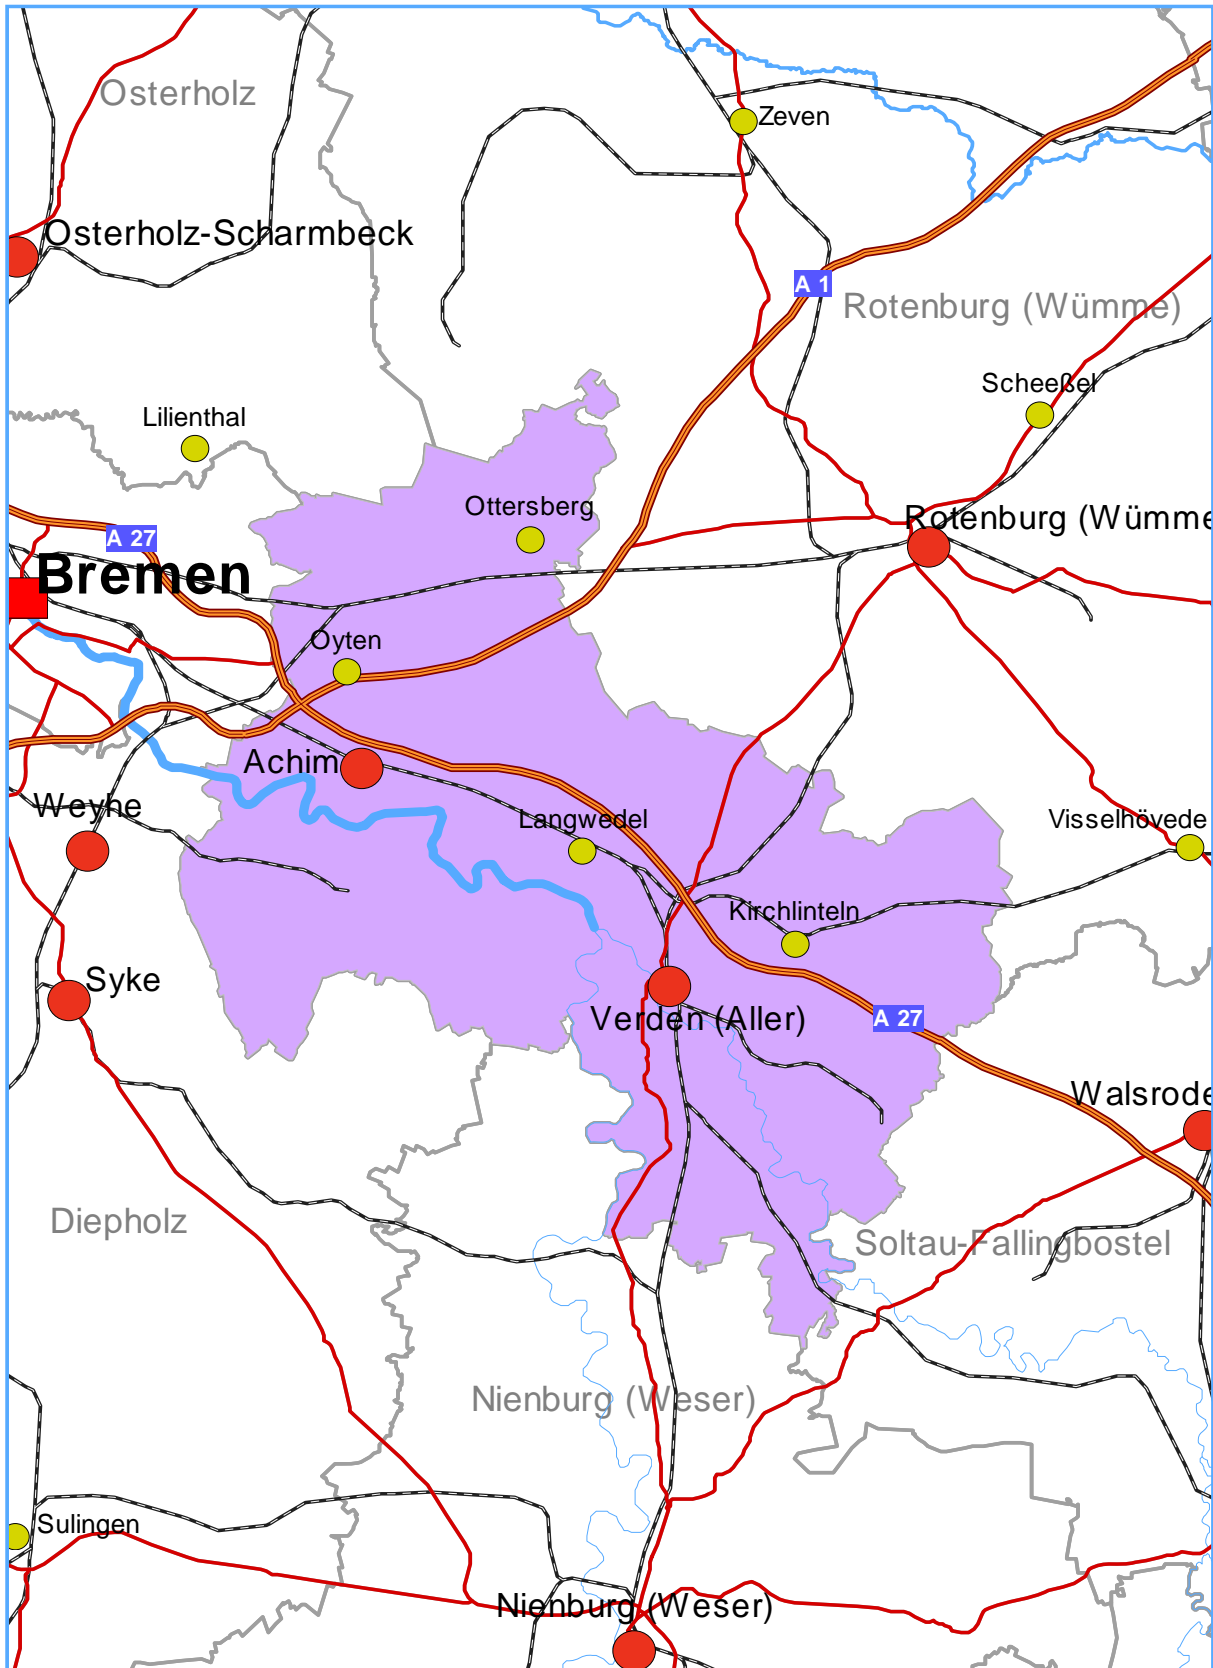 Osterholz
Zeven
Osterholz-Scharmbeck
A 1
Rotenburg (Wümme)
Scheeßel
Lilienthal
Ottersberg
Rotenburg (Wümme
A 27
Bremen
Oyten
Achim
Weyhe
Langwedel
Visselhövede
Kirchlinteln
Syke
Verden (Aller)
A 27
Walsrode
Diepholz
Soltau-Fallingbostel
Nienburg (Weser)
Sulingen
Nienburg (Weser)